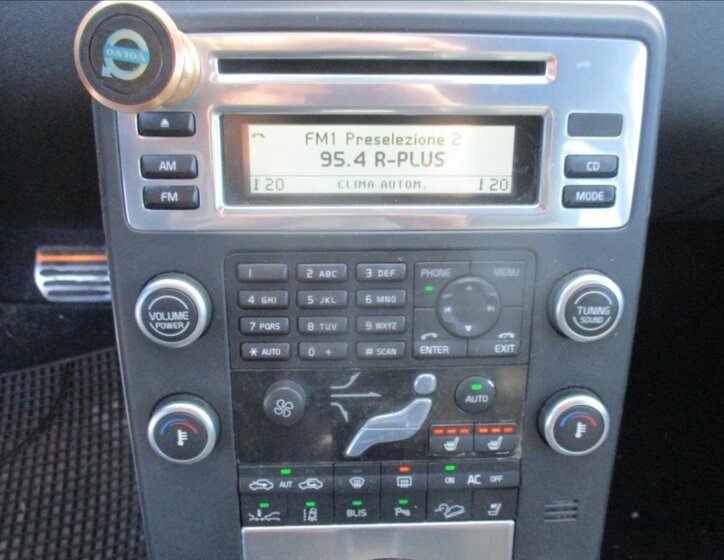 VOLVO
FM1 Preselezione 2
95.4 R-PLUS
20 CLIMA AUTOM. 20
AM
CD
FM
MODE
1 2 ABC 3 DEF PHONE MENU
4 GHI 5 JKL 6 MNO
7 PQRS 8 TUV 9 WXYZ
* AUTO 0 + # SCAN ENTER EXIT
VOLUME
POWER
TUNING
SOUND
AUTO
AUT ON AC OFF
BLIS